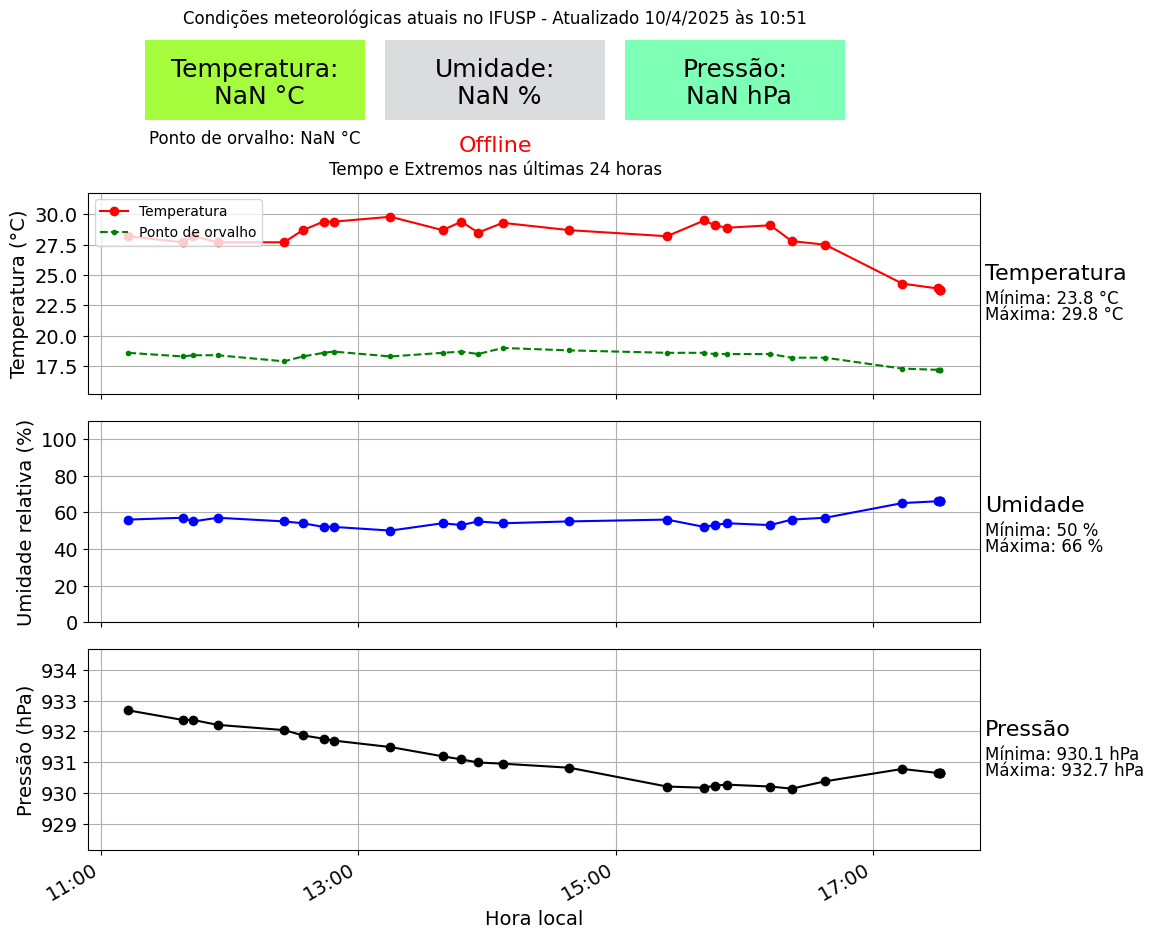 Condições meteorológicas atuais no IFUSP - Atualizado 10/4/2025 às 10:51
Temperatura:
NaN °C
Umidade:
NaN %
Pressão:
NaN hPa
Ponto de orvalho: NaN °C
Offline
Tempo e Extremos nas últimas 24 horas
Temperatura (°C)
30.0
27.5
25.0
22.5
20.0
17.5
Temperatura
Ponto de orvalho
Temperatura
Mínima: 23.8 °C
Máxima: 29.8 °C
Umidade relativa (%)
100
80
60
40
20
0
Umidade
Mínima: 50 %
Máxima: 66 %
Pressão (hPa)
934
933
932
931
930
929
Pressão
Mínima: 930.1 hPa
Máxima: 932.7 hPa
11:00
13:00
15:00
17:00
Hora local